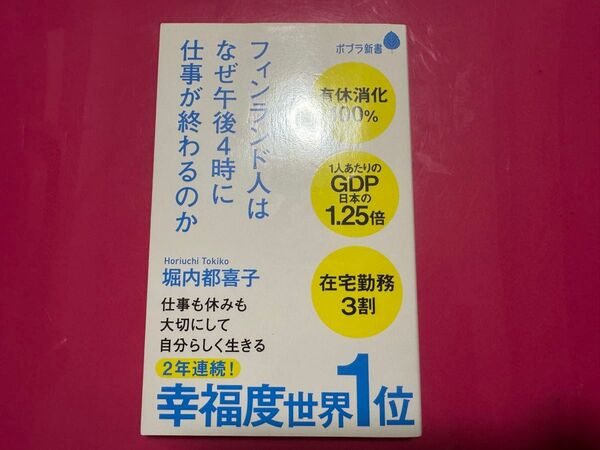 ポプラ新書
フィンランド人は
なぜ午後4時に
仕事が終わるのか
Horiuchi Tokiko
堀内都喜子
有休消化
100%
1人あたりの
GDP
日本の
1.25倍
在宅勤務
3割
仕事も休みも
大切にして
自分らしく生きる
2年連続!
幸福度世界1位